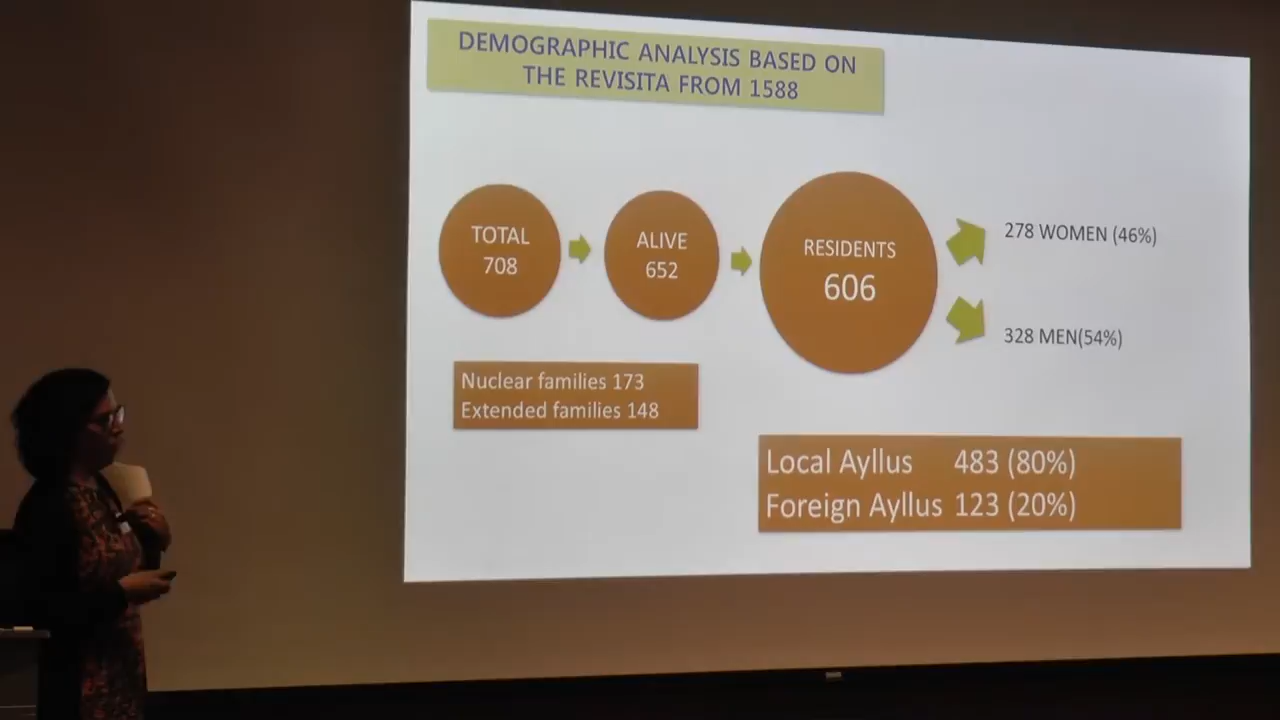 DEMOGRAPHIC ANALYSIS BASED ON
THE REVISITA FROM 1588
TOTAL
708
ALIVE
652
RESIDENTS
606
278 WOMEN (46%)
328 MEN(54%)
Nuclear families 173
Extended families 148
Local Ayllus 483 (80%)
Foreign Ayllus 123 (20%)